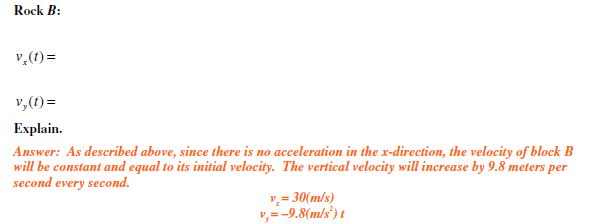 Rock B:
vₓ(t) =
vᵧ(t) =
Explain.
Answer: As described above, since there is no acceleration in the x-direction, the velocity of block B
will be constant and equal to its initial velocity. The vertical velocity will increase by 9.8 meters per
second every second.
vₓ = 30(m/s)
vᵧ = –9.8(m/s²) t